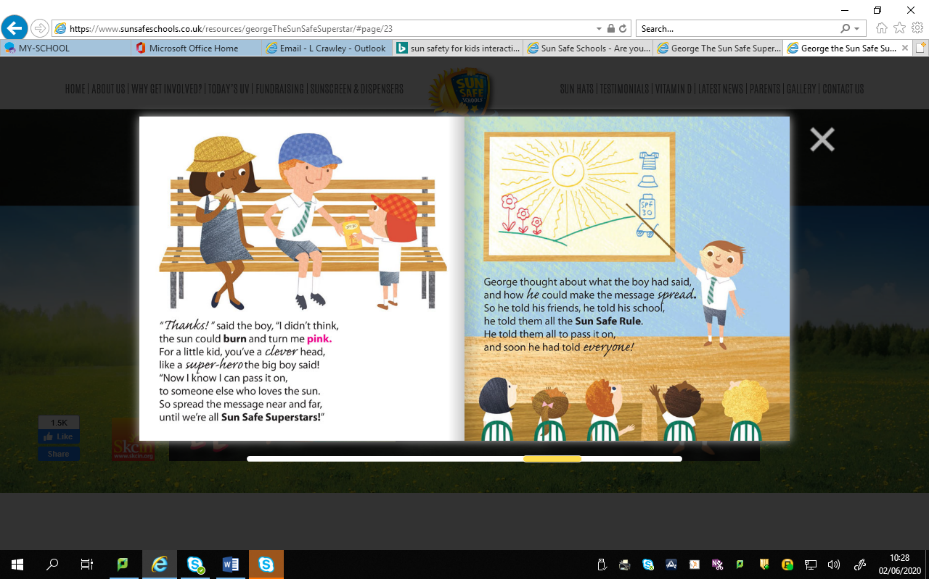 https://www.sunsafeschools.co.uk/resources/georgeTheSunSafeSuperstar/#page/23
Search...
MY-SCHOOL
Microsoft Office Home
Email - L Crawley - Outlook
sun safety for kids interacti...
Sun Safe Schools - Are you...
George The Sun Safe Super...
George the Sun Safe Su...
HOME | ABOUT US | WHY GET INVOLVED? | TODAY'S UV | FUNDRAISING | SUNSCREEN & DISPENSERS
SUN SAFE SCHOOLS
SUN HATS | TESTIMONIALS | VITAMIN D | LATEST NEWS | PARENTS | GALLERY | CONTACT US
SPF
30
"Thanks!" said the boy, "I didn't think,
the sun could burn and turn me pink.
For a little kid, you've a clever head,
like a super-hero the big boy said!
"Now I know I can pass it on,
to someone else who loves the sun.
So spread the message near and far,
until we're all Sun Safe Superstars!"
George thought about what the boy had said,
and how he could make the message spread.
So he told his friends, he told his school,
he told them all the Sun Safe Rule.
He told them all to pass it on,
and soon he had told everyone!
1.5K
Like
Share
Skcin
www.skcin.org
10:28
02/06/2020